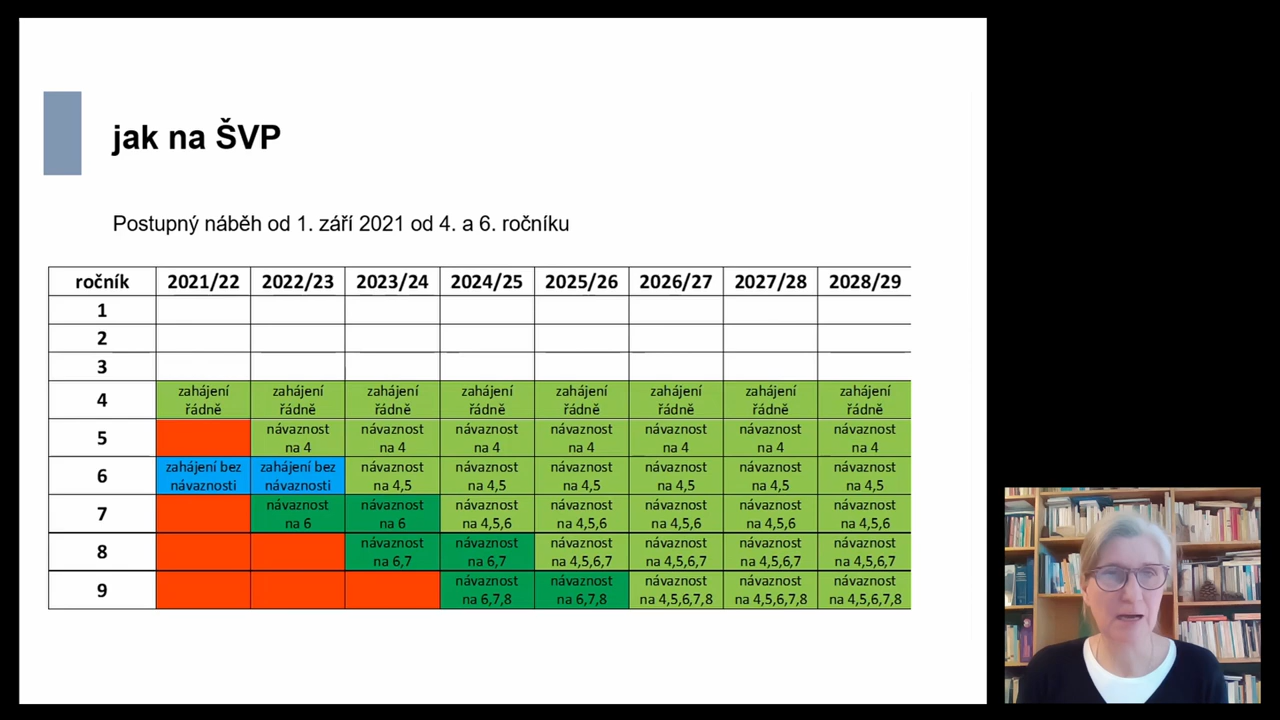 jak na ŠVP
Postupný náběh od 1. září 2021 od 4. a 6. ročníku
ročník 2021/22 2022/23 2023/24 2024/25 2025/26 2026/27 2027/28 2028/29
1
2
3
4 zahájení řádně zahájení řádně zahájení řádně zahájení řádně zahájení řádně zahájení řádně zahájení řádně zahájení řádně
5 návaznost na 4 návaznost na 4 návaznost na 4 návaznost na 4 návaznost na 4 návaznost na 4 návaznost na 4
6 zahájení bez návaznosti zahájení bez návaznosti návaznost na 4,5 návaznost na 4,5 návaznost na 4,5 návaznost na 4,5 návaznost na 4,5 návaznost na 4,5
7 návaznost na 6 návaznost na 6 návaznost na 4,5,6 návaznost na 4,5,6 návaznost na 4,5,6 návaznost na 4,5,6 návaznost na 4,5,6
8 návaznost na 6,7 návaznost na 6,7 návaznost na 4,5,6,7 návaznost na 4,5,6,7 návaznost na 4,5,6,7 návaznost na 4,5,6,7
9 návaznost na 6,7,8 návaznost na 6,7,8 návaznost na 4,5,6,7,8 návaznost na 4,5,6,7,8 návaznost na 4,5,6,7,8